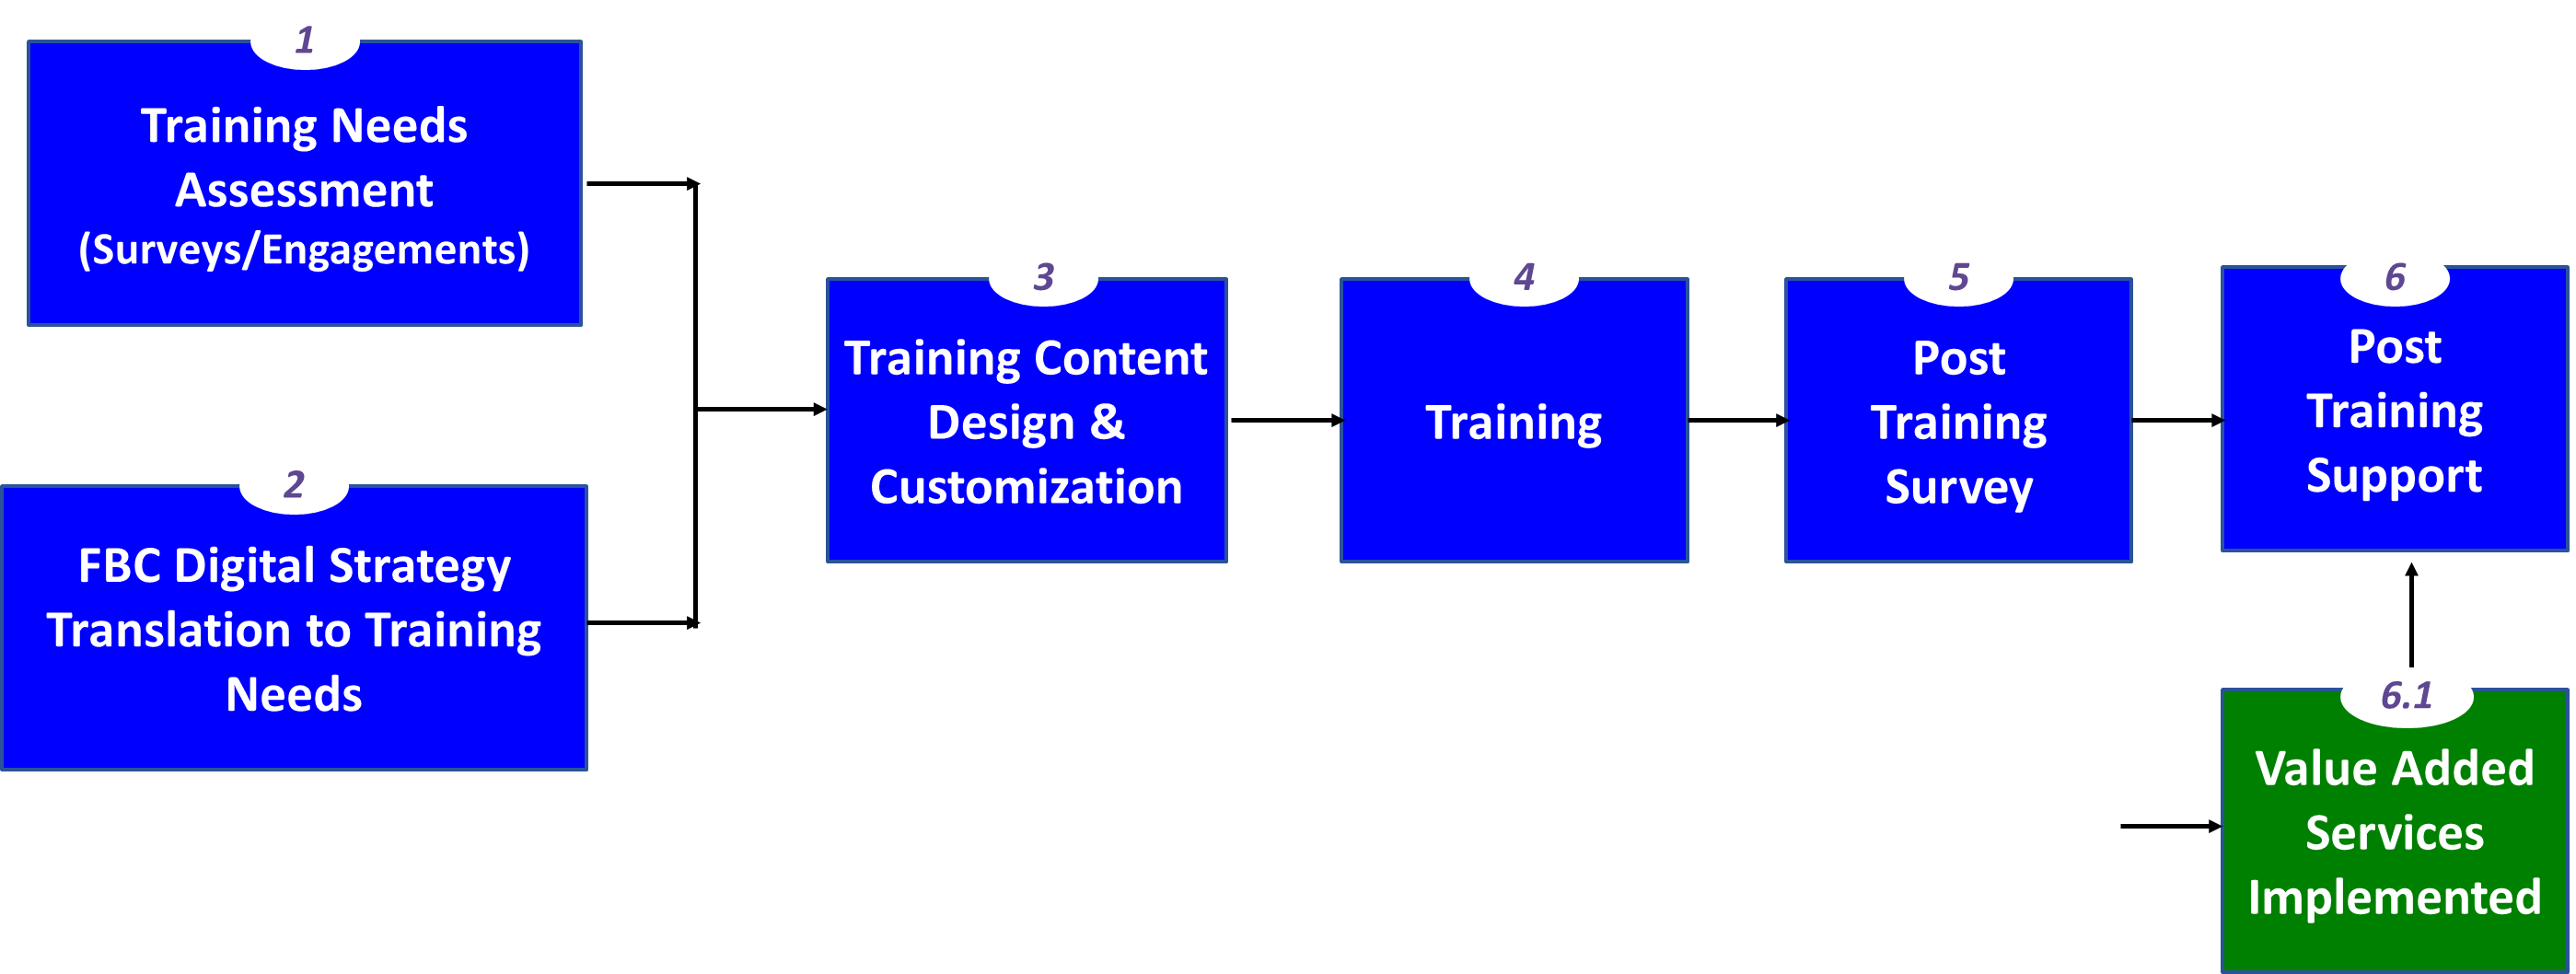 1
Training Needs
Assessment
(Surveys/Engagements)
2
FBC Digital Strategy
Translation to Training
Needs
3
Training Content
Design &
Customization
4
Training
5
Post
Training
Survey
6
Post
Training
Support
6.1
Value Added
Services
Implemented